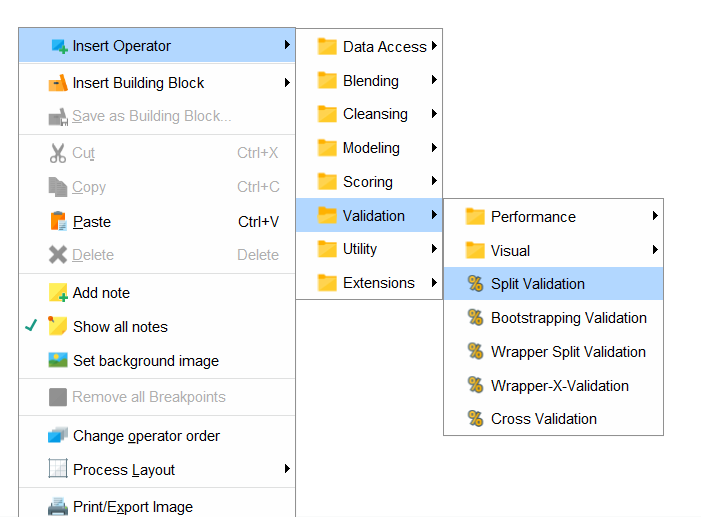 Insert Operator
Insert Building Block
Save as Building Block...
Cut Ctrl+X
Copy Ctrl+C
Paste Ctrl+V
Delete Delete
Add note
Show all notes
Set background image
Remove all Breakpoints
Change operator order
Process Layout
Print/Export Image
Data Access
Blending
Cleansing
Modeling
Scoring
Validation
Utility
Extensions
Performance
Visual
Split Validation
Bootstrapping Validation
Wrapper Split Validation
Wrapper-X-Validation
Cross Validation